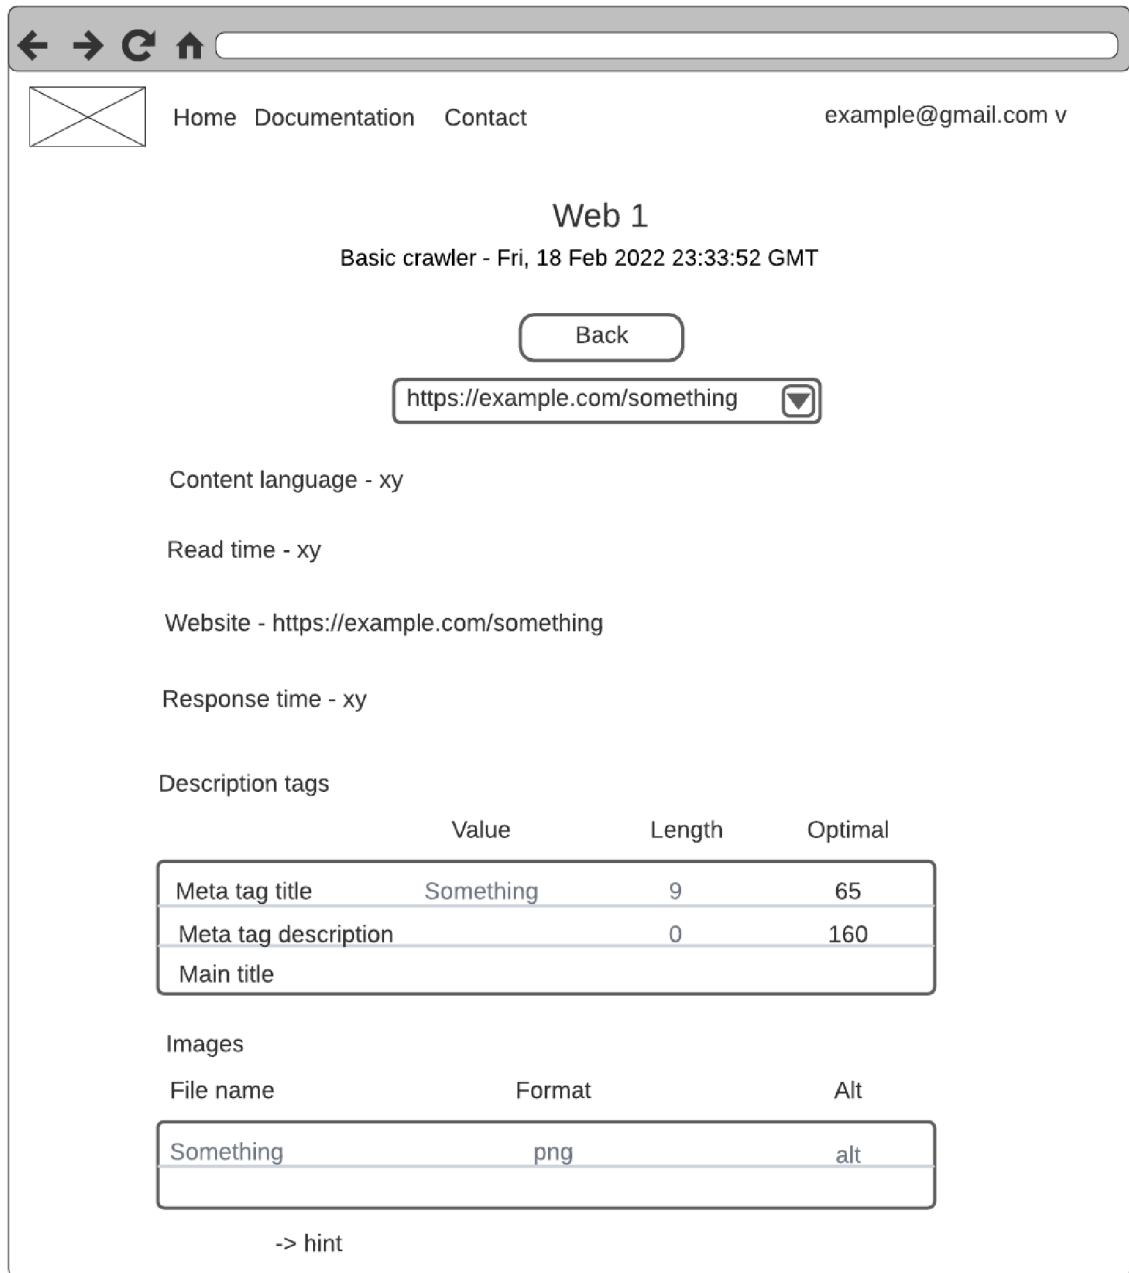 Home Documentation Contact example@gmail.com v
Web 1
Basic crawler - Fri, 18 Feb 2022 23:33:52 GMT
Back
https://example.com/something
Content language - xy
Read time - xy
Website - https://example.com/something
Response time - xy
Description tags
Value Length Optimal
Meta tag title Something 9 65
Meta tag description 0 160
Main title
Images
File name Format Alt
Something png alt
-> hint